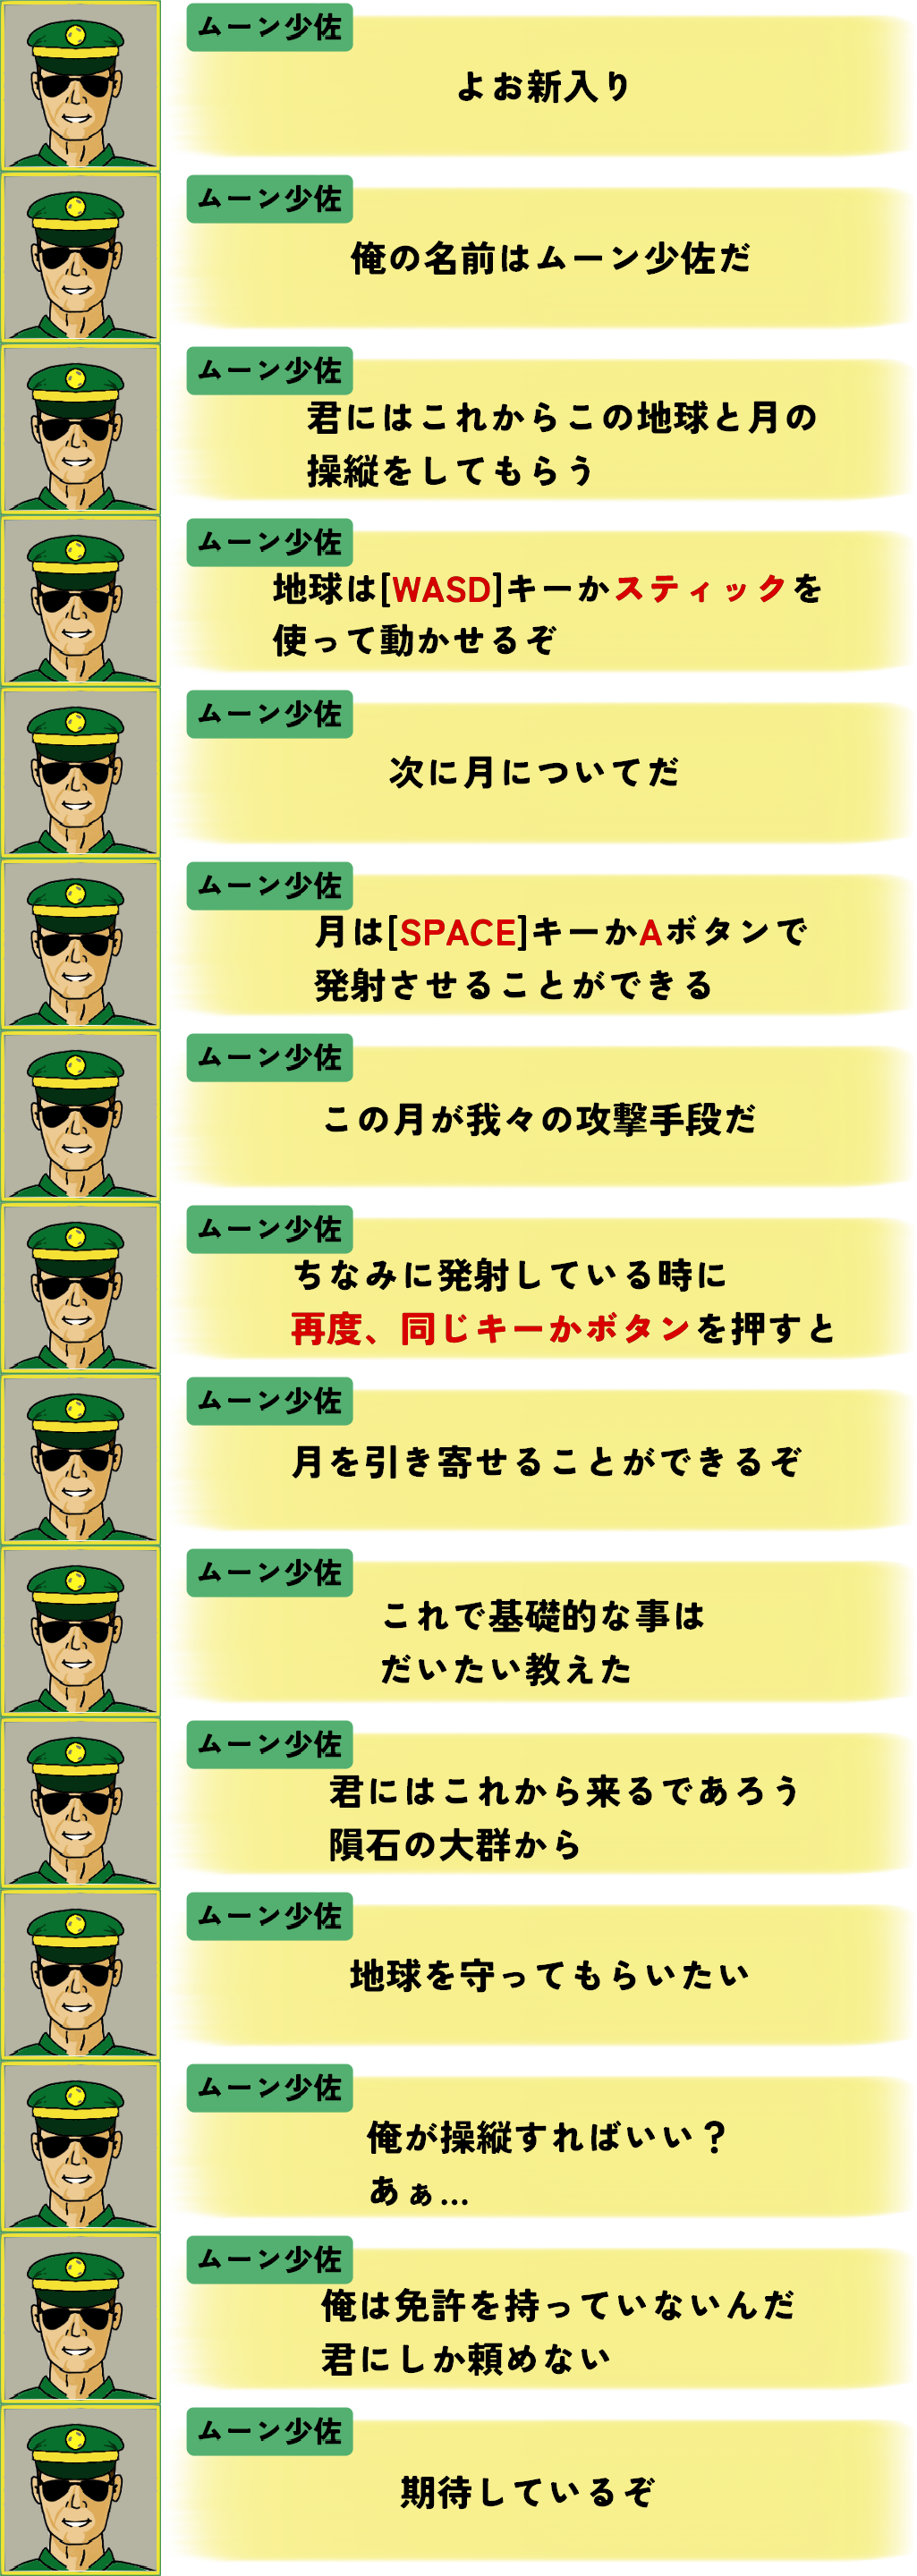 ムーン少佐
よお新入り
ムーン少佐
俺の名前はムーン少佐だ
ムーン少佐
君にはこれからこの地球と月の
操縦をしてもらう
ムーン少佐
地球は[WASD]キーかスティックを
使って動かせるぞ
ムーン少佐
次に月についてだ
ムーン少佐
月は[SPACE]キーかAボタンで
発射させることができる
ムーン少佐
この月が我々の攻撃手段だ
ムーン少佐
ちなみに発射している時に
再度、同じキーかボタンを押すと
ムーン少佐
月を引き寄せることができるぞ
ムーン少佐
これで基礎的な事は
だいたい教えた
ムーン少佐
君にはこれから来るであろう
隕石の大群から
ムーン少佐
地球を守ってもらいたい
ムーン少佐
俺が操縦すればいい？
あぁ…
ムーン少佐
俺は免許を持っていないんだ
君にしか頼めない
ムーン少佐
期待しているぞ